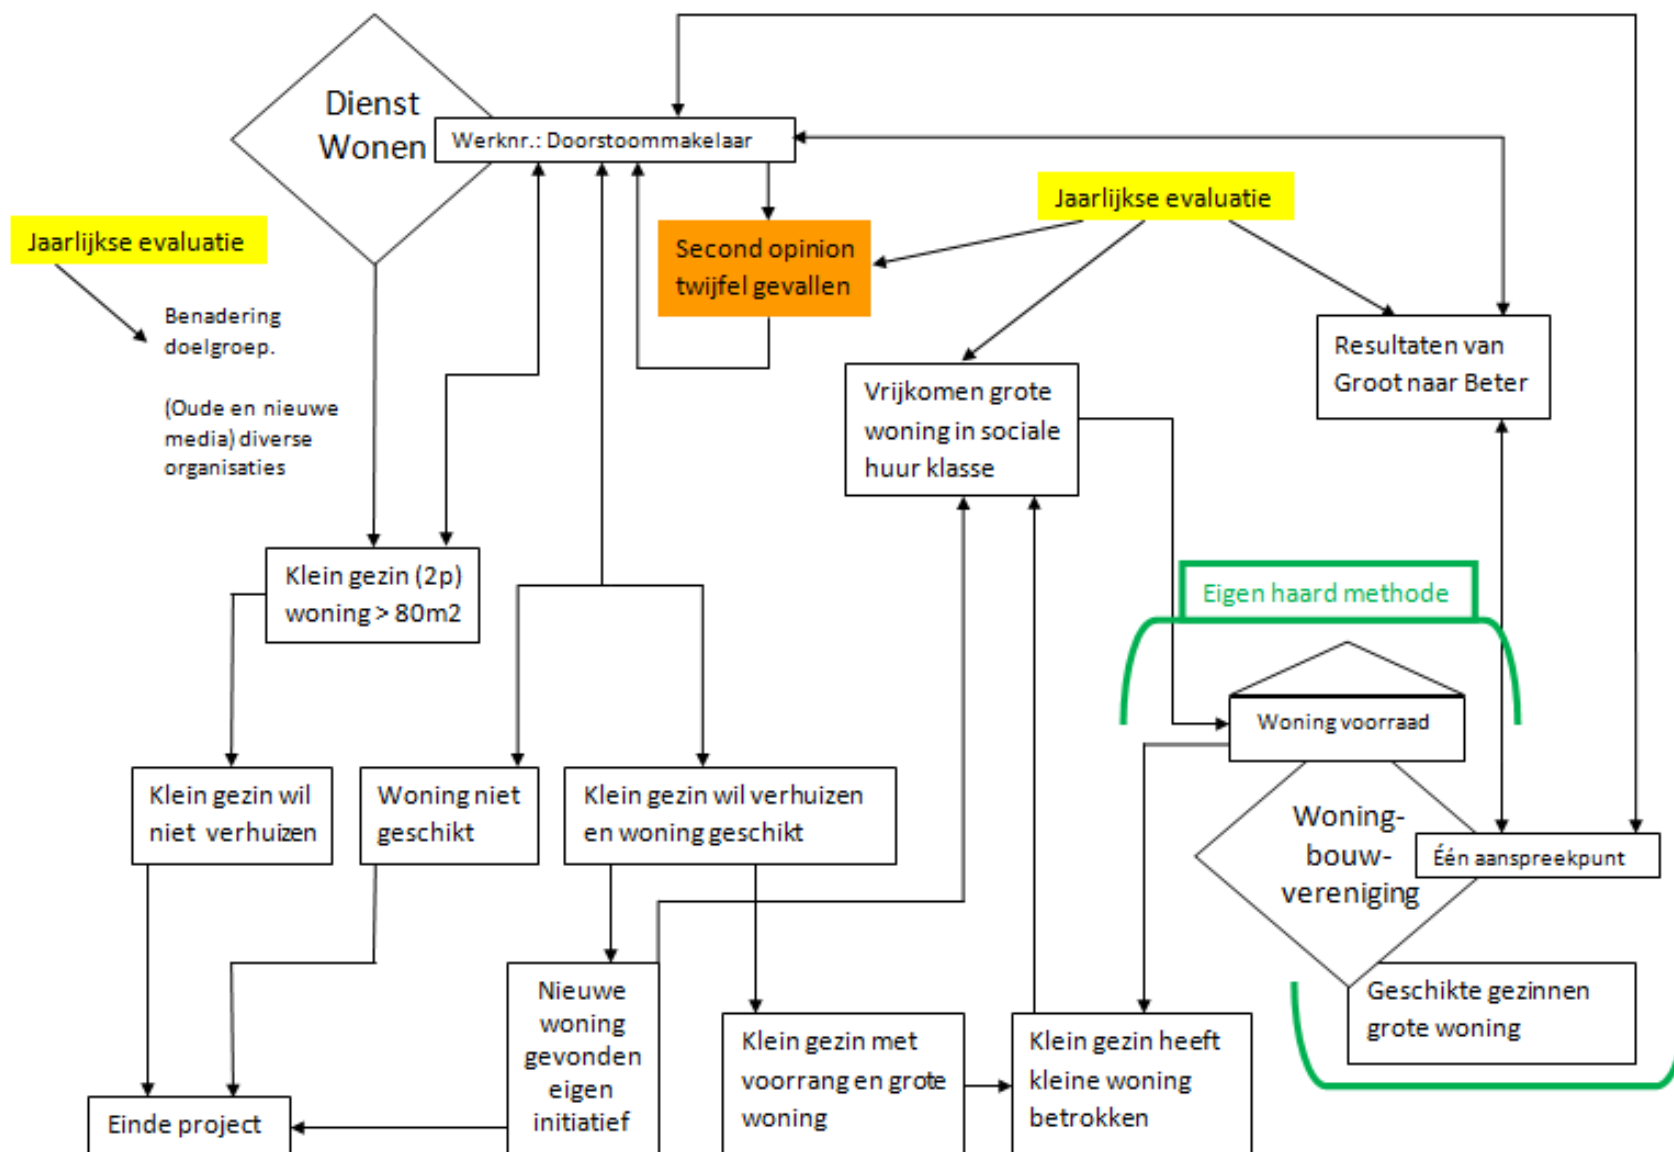 Dienst
Wonen
Werknr.: Doorstoommakelaar
Jaarlijkse evaluatie
Jaarlijkse evaluatie
Second opinion
twijfel gevallen
Benadering
doelgroep.
(Oude en nieuwe
media) diverse
organisaties
Resultaten van
Groot naar Beter
Vrijkomen grote
woning in sociale
huur klasse
Klein gezin (2p)
woning > 80m2
Eigen haard methode
Woning voorraad
Klein gezin wil
niet verhuizen
Woning niet
geschikt
Klein gezin wil verhuizen
en woning geschikt
Woning-
bouw-
vereniging
Één aanspreekpunt
Nieuwe
woning
gevonden
eigen
initiatief
Geschikte gezinnen
grote woning
Klein gezin met
voorrang en grote
woning
Klein gezin heeft
kleine woning
betrokken
Einde project